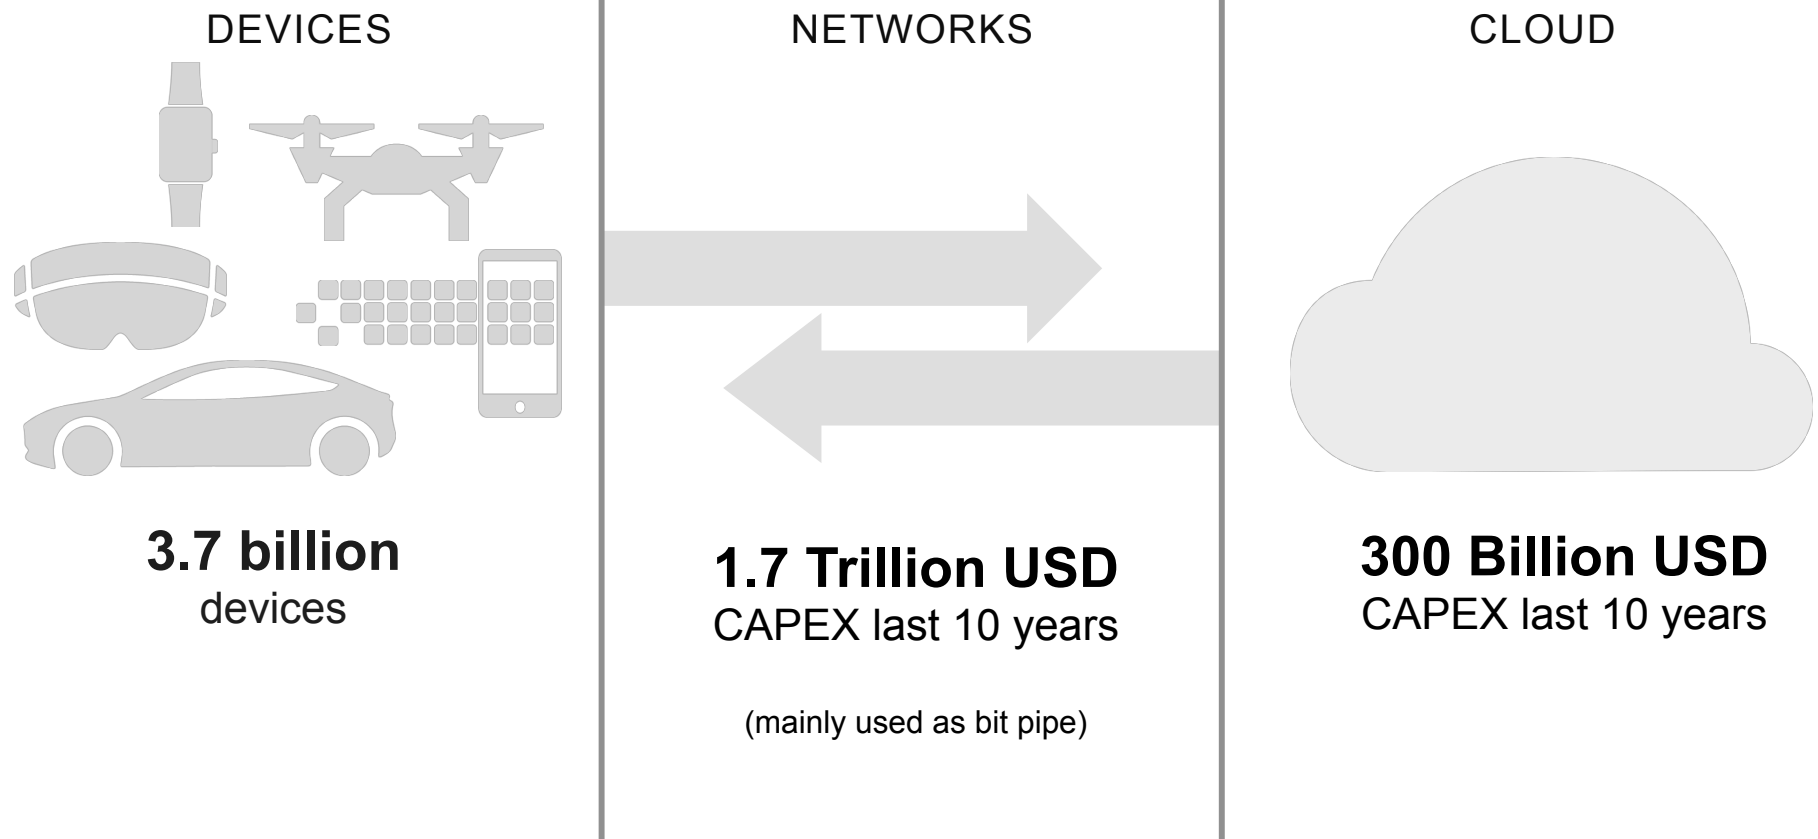 DEVICES
3.7 billion
devices
NETWORKS
1.7 Trillion USD
CAPEX last 10 years
(mainly used as bit pipe)
CLOUD
300 Billion USD
CAPEX last 10 years